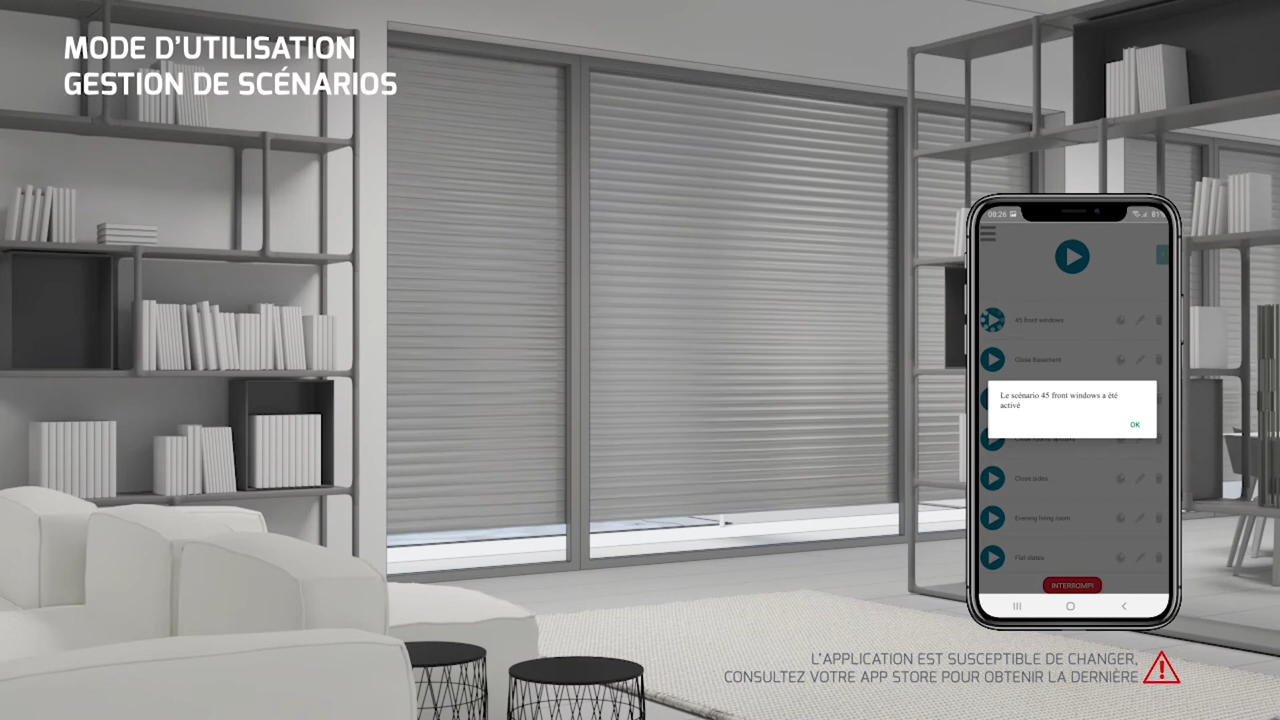 MODE D'UTILISATION
GESTION DE SCÉNARIOS
08:26
45 front windows
Close Basement
Le scénario 45 front windows a été
activé
OK
Close sides
Evening living room
Flat slates
INTERROMPI
L'APPLICATION EST SUSCEPTIBLE DE CHANGER,
CONSULTEZ VOTRE APP STORE POUR OBTENIR LA DERNIÈRE